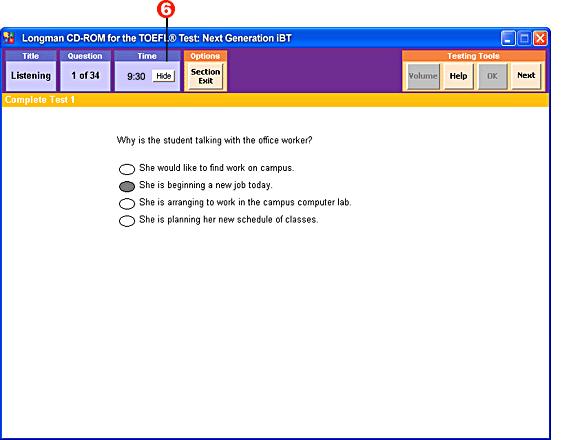 6
Longman CD-ROM for the TOEFL® Test: Next Generation iBT
Title Question Time Options Testing Tools
Listening 1 of 34 9:30 Hide Section Exit Volume Help OK Next
Complete Test 1
Why is the student talking with the office worker?
She would like to find work on campus.
She is beginning a new job today.
She is arranging to work in the campus computer lab.
She is planning her new schedule of classes.